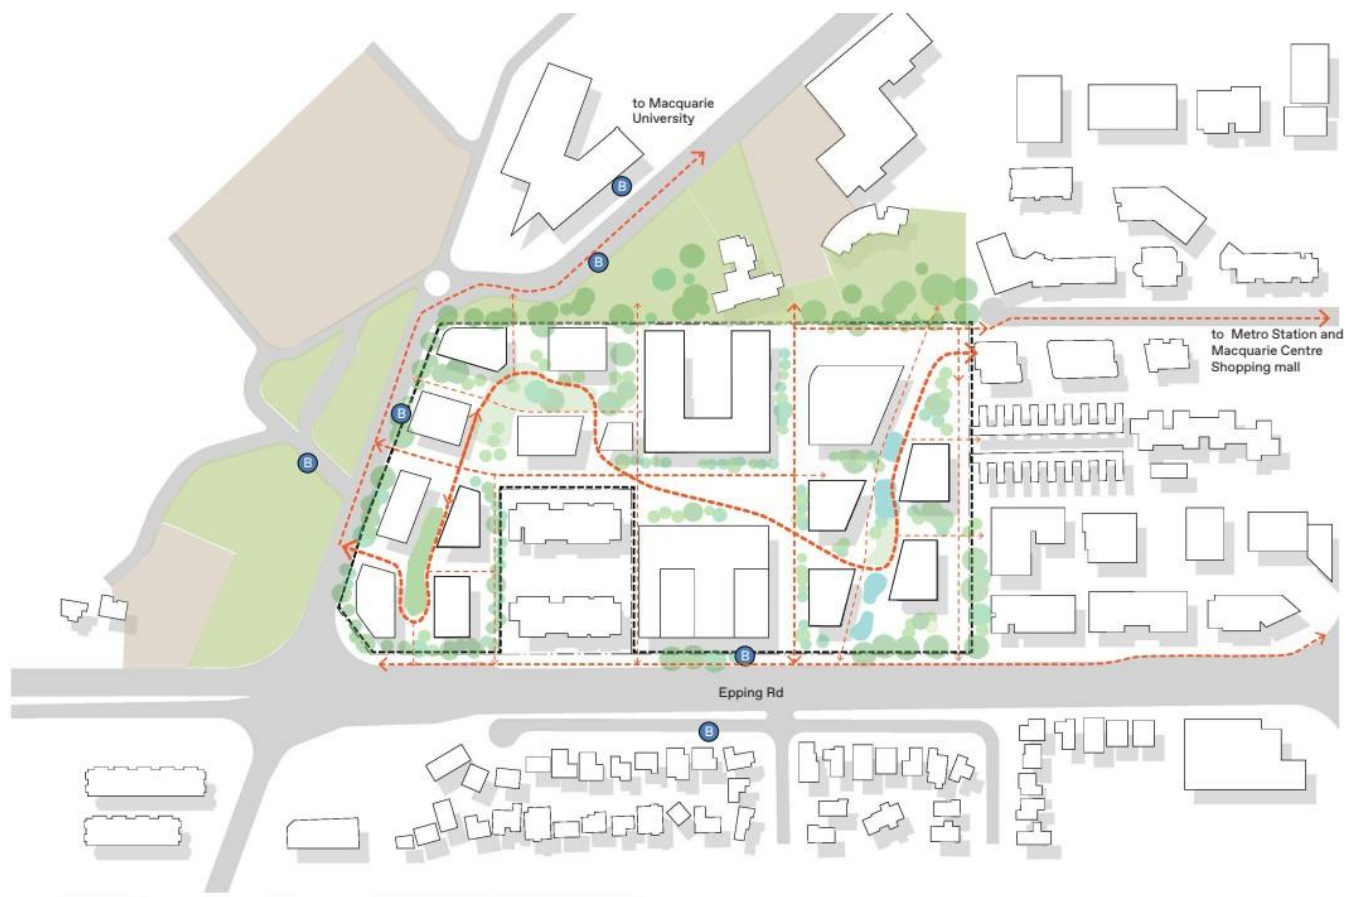 to Macquarie
University
B
B
to Metro Station and
Macquarie Centre
Shopping mall
B
B
B
Epping Rd
B